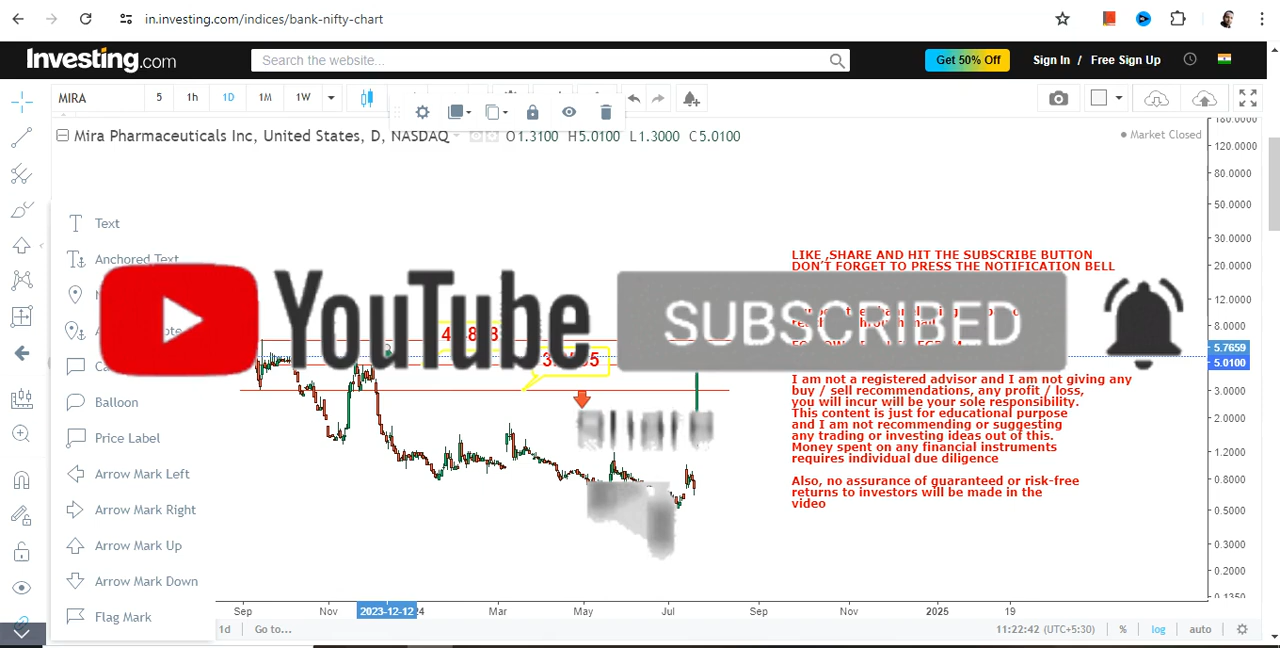 in.investing.com/indices/bank-nifty-chart
Investing.com
Search the website...
Get 50% Off
Sign In / Free Sign Up
MIRA
5
1h
1D
1M
1W
Mira Pharmaceuticals Inc, United States, D, NASDAQ
O1.3100 H5.0100 L1.3000 C5.0100
Market Closed
Text
Anchored Text
Balloon
Price Label
Arrow Mark Left
Arrow Mark Right
Arrow Mark Up
Arrow Mark Down
Flag Mark
LIKE ,SHARE AND HIT THE SUBSCRIBE BUTTON
DON'T FORGET TO PRESS THE NOTIFICATION BELL
YouTube
SUBSCRIBED
I am not a registered advisor and I am not giving any
buy / sell recommendations, any profit / loss,
you will incur will be your sole responsibility.
This content is just for educational purpose
and I am not recommending or suggesting
any trading or investing ideas out of this.
Money spent on any financial instruments
requires individual due diligence
Also, no assurance of guaranteed or risk-free
returns to investors will be made in the
video
180.0000
120.0000
80.0000
50.0000
30.0000
20.0000
12.0000
8.0000
5.7659
5.0100
3.0000
2.0000
1.2000
0.8000
0.5000
0.3000
0.2000
0.1350
Sep
Nov
2023-12-12
24
Mar
May
Jul
Sep
Nov
2025
19
1d
Go to...
11:22:42 (UTC+5:30)
%
log
auto